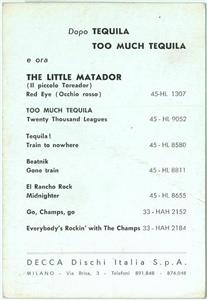 Dopo TEQUILA
TOO MUCH TEQUILA
e ora
THE LITTLE MATADOR
(Il piccolo Toreador)
Red Eye (Occhio rosso) 45-HL 1307
TOO MUCH TEQUILA
Twenty Thousand Leagues 45 - HL 9052
Tequila!
Train to nowhere 45 - HL 8580
Beatnik
Gone train 45 - HL 8811
El Rancho Rock
Midnighter 45 - HL 8655
Go, Champs, go 33 - HAH 2152
Everybody's Rockin' with The Champs 33 - HAH 2184
DECCA Dischi Italia S.p.A.
MILANO - Via Brisa, 3 - Telefoni 891.848 - 874.048